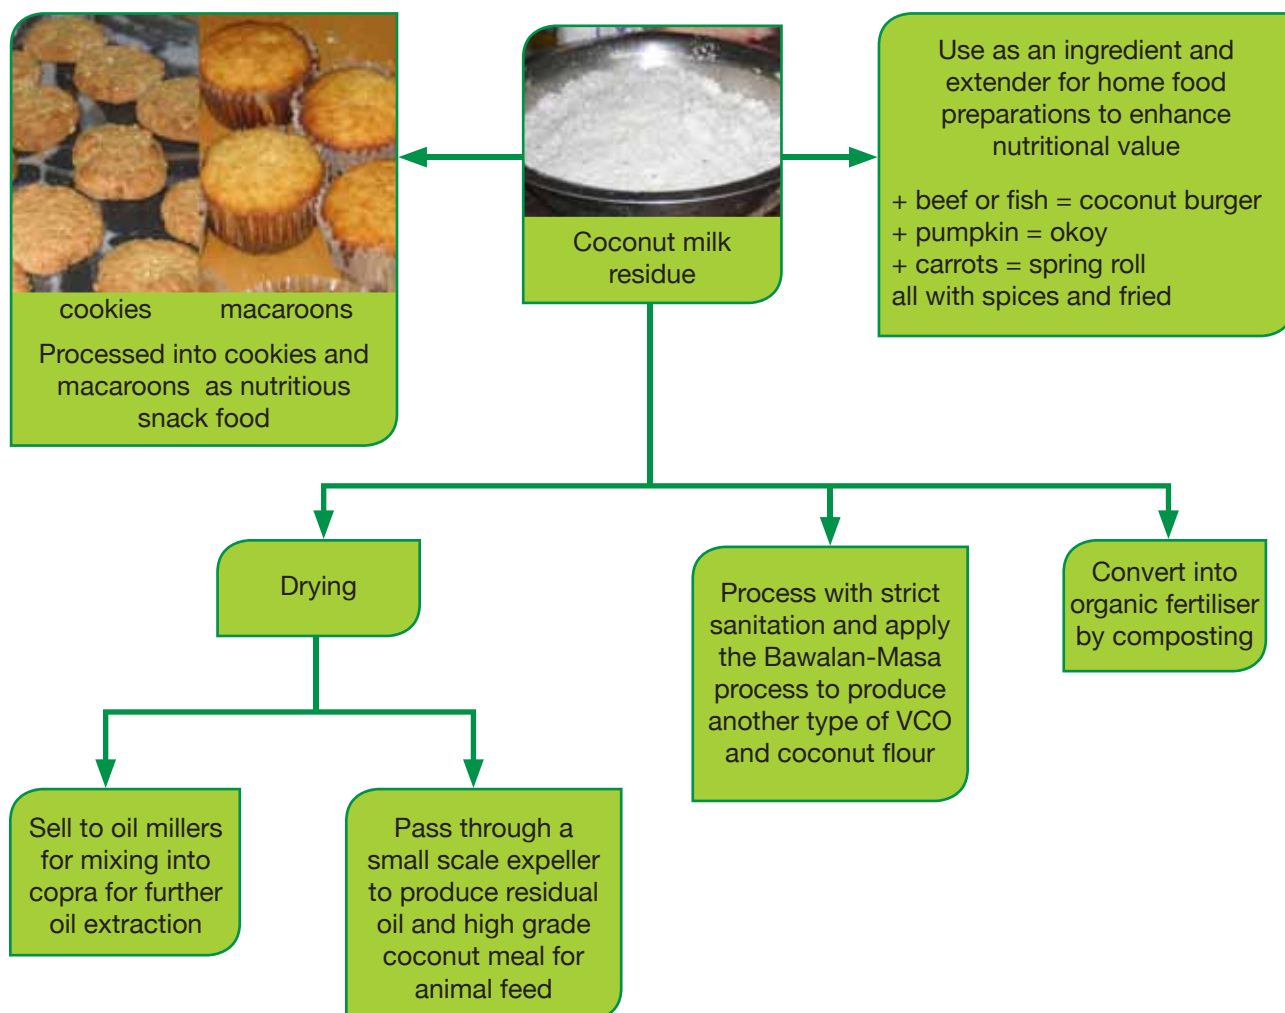 cookies
macaroons
Processed into cookies and
macaroons as nutritious
snack food
Coconut milk
residue
Use as an ingredient and
extender for home food
preparations to enhance
nutritional value
+ beef or fish = coconut burger
+ pumpkin = okoy
+ carrots = spring roll
all with spices and fried
Drying
Process with strict
sanitation and apply
the Bawalan-Masa
process to produce
another type of VCO
and coconut flour
Convert into
organic fertiliser
by composting
Sell to oil millers
for mixing into
copra for further
oil extraction
Pass through a
small scale expeller
to produce residual
oil and high grade
coconut meal for
animal feed